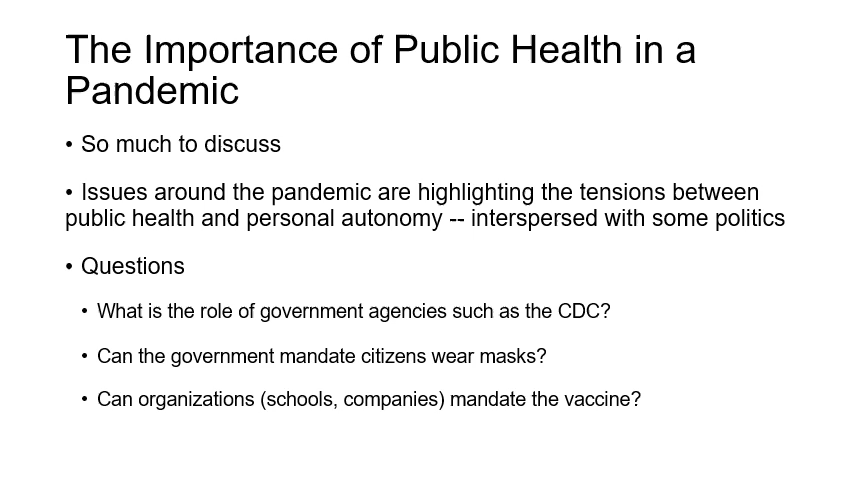 The Importance of Public Health in a
Pandemic
• So much to discuss
• Issues around the pandemic are highlighting the tensions between
public health and personal autonomy -- interspersed with some politics
• Questions
• What is the role of government agencies such as the CDC?
• Can the government mandate citizens wear masks?
• Can organizations (schools, companies) mandate the vaccine?